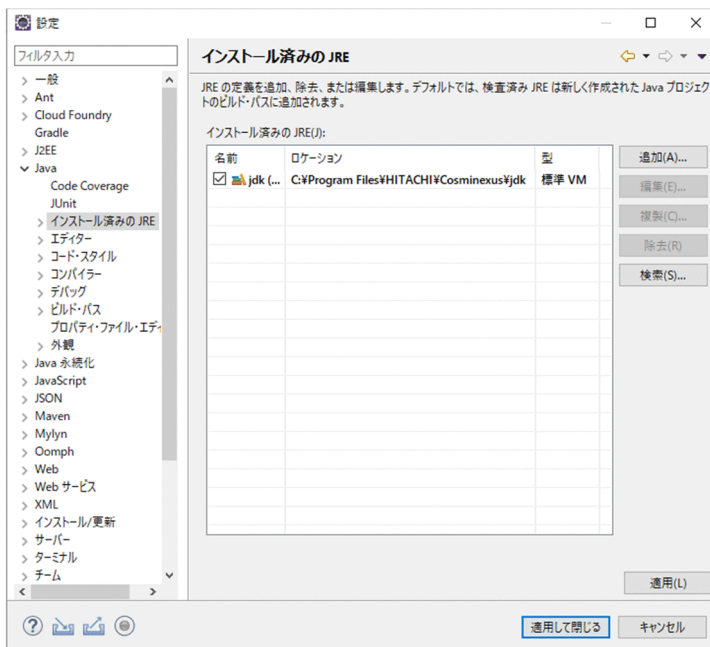 設定
フィルタ入力
一般
Ant
Cloud Foundry
Gradle
J2EE
Java
Code Coverage
JUnit
インストール済みの JRE
エディター
コード・スタイル
コンパイラー
デバッグ
ビルド・パス
プロパティ・ファイル・エディ
外観
Java 永続化
JavaScript
JSON
Maven
Mylyn
Oomph
Web
Web サービス
XML
インストール/更新
サーバー
ターミナル
チーム
インストール済みの JRE
JRE の定義を追加、除去、または編集します。デフォルトでは、検査済み JRE は新しく作成された Java プロジェク
トのビルド・パスに追加されます。
インストール済みの JRE(J):
名前 ロケーション 型
jdk (... C:¥Program Files¥HITACHI¥Cosminexus¥jdk 標準 VM
追加(A)...
編集(E)...
複製(C)...
除去(R)
検索(S)...
適用(L)
適用して閉じる キャンセル